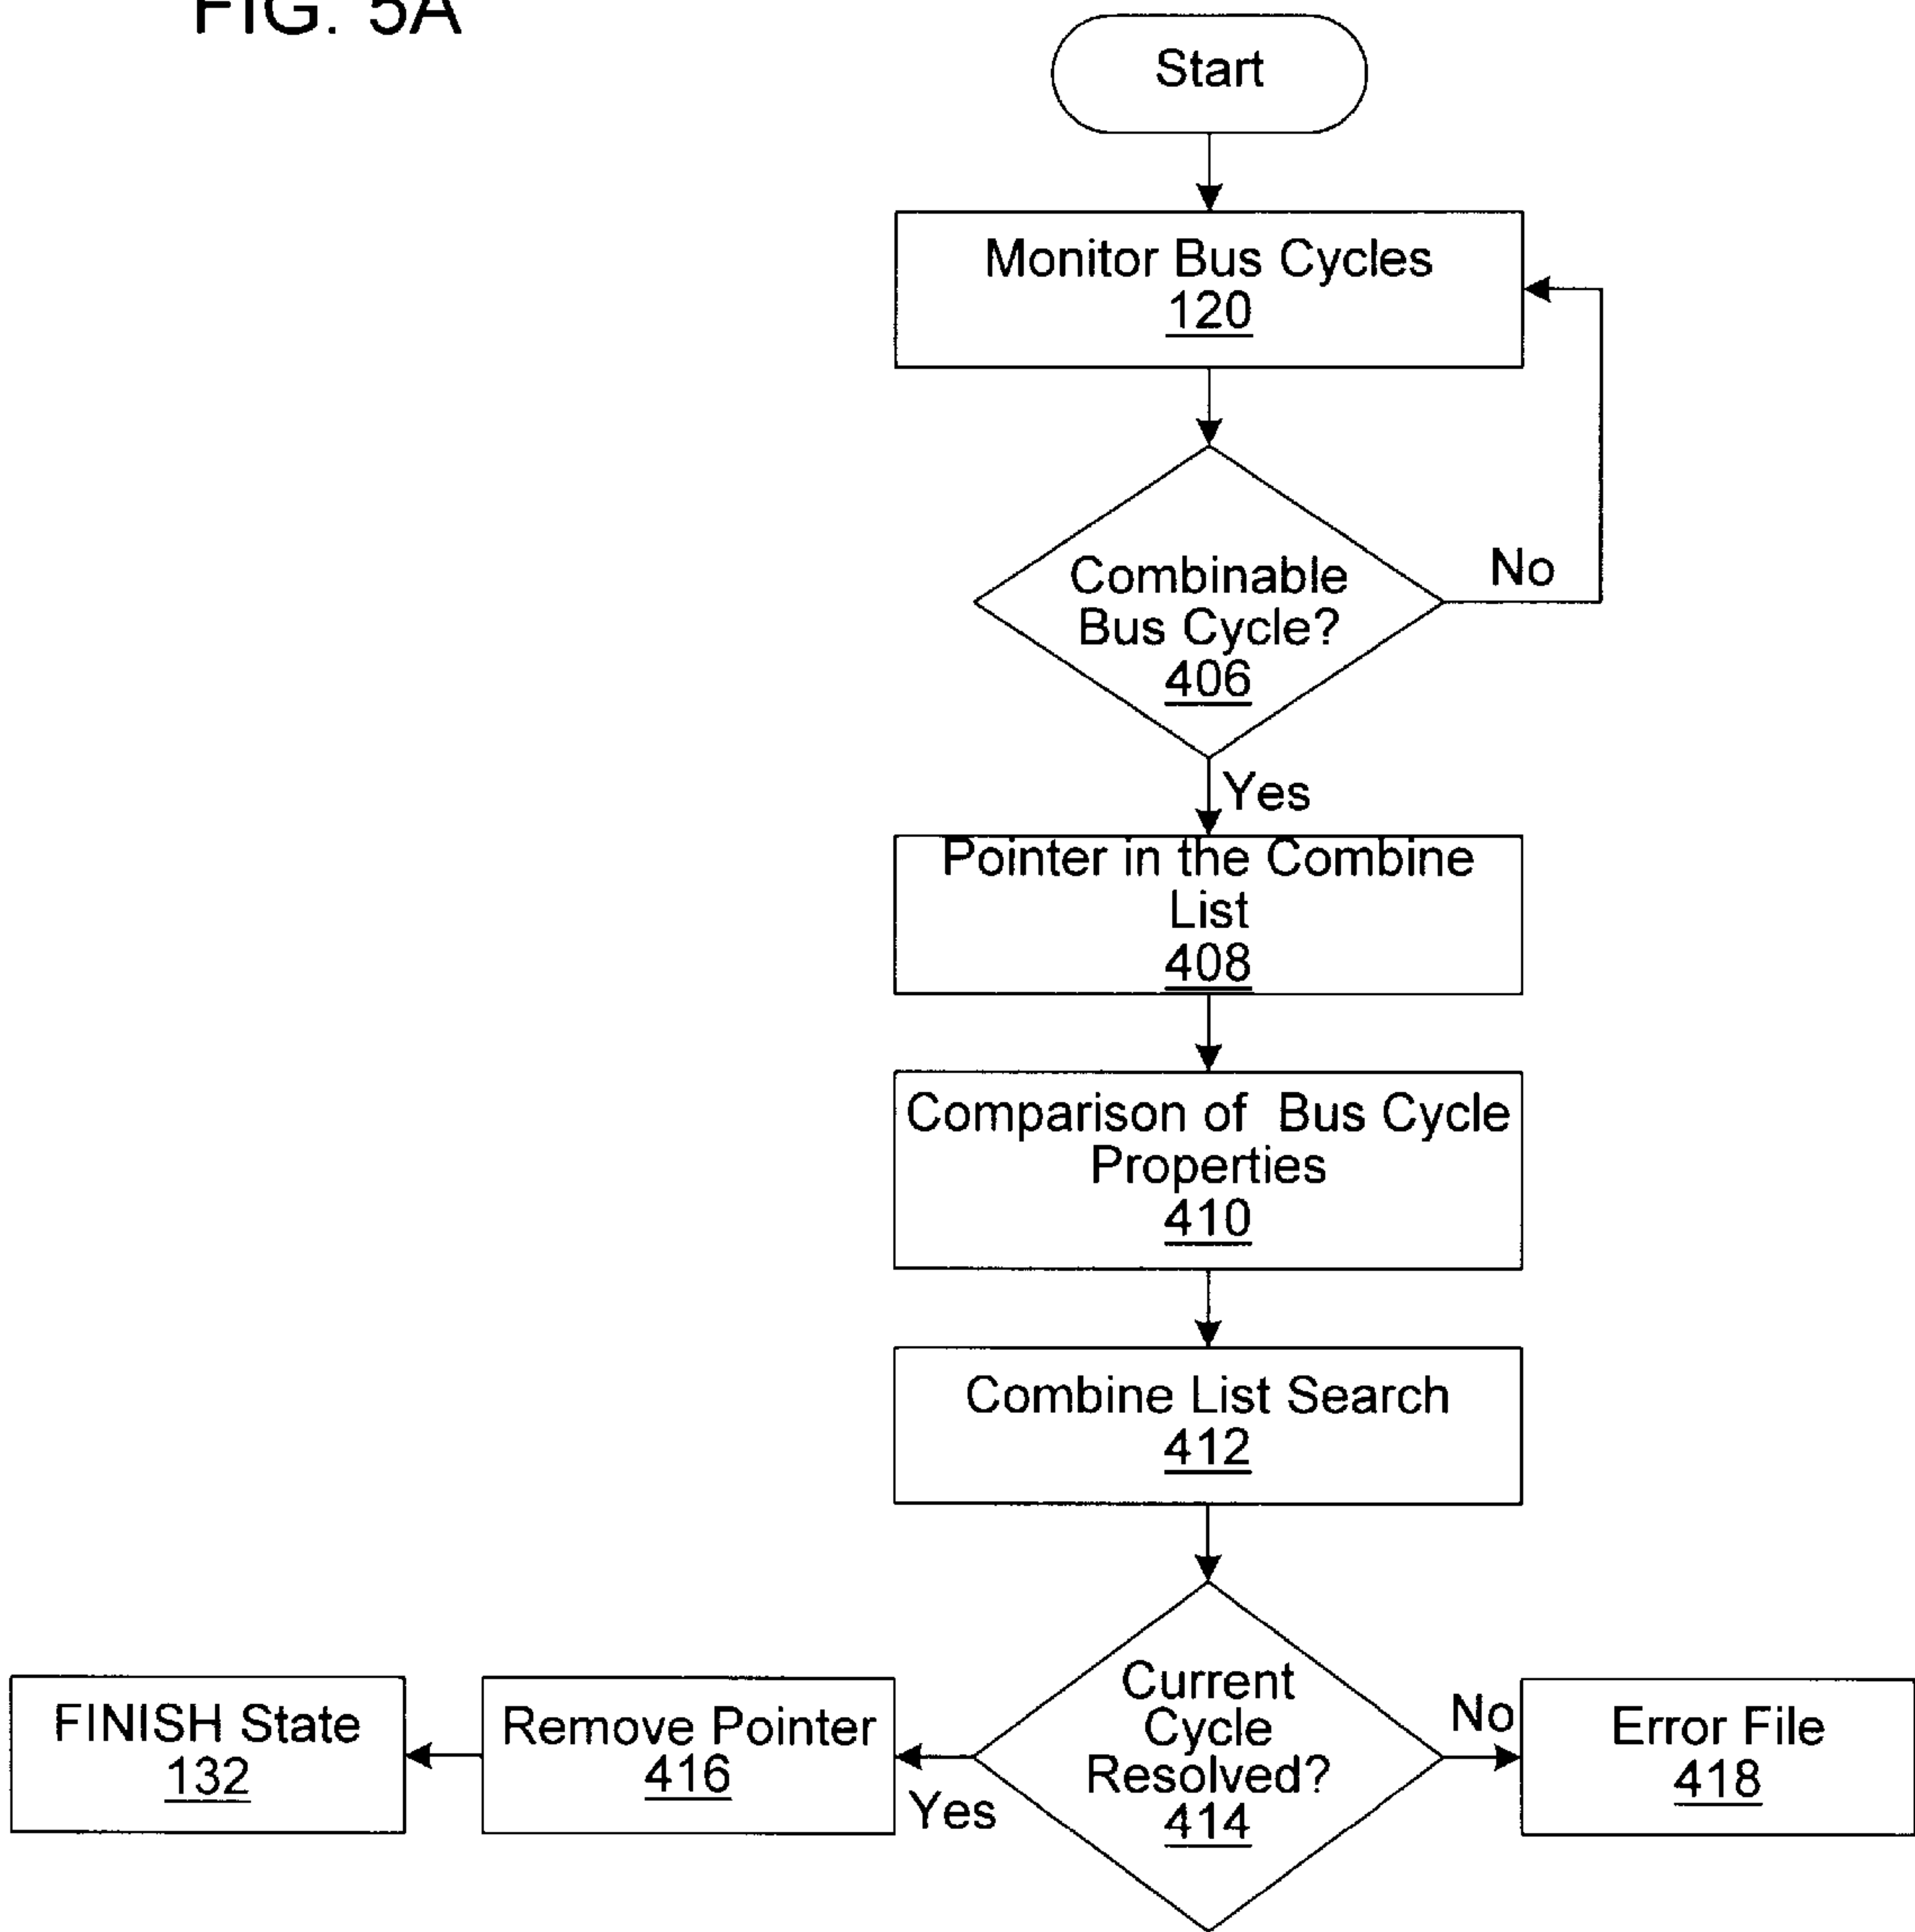 FIG. 5A
Start
Monitor Bus Cycles
120
Combinable
Bus Cycle?
406
No
Yes
Pointer in the Combine
List
408
Comparison of Bus Cycle
Properties
410
Combine List Search
412
Current
Cycle
Resolved?
414
Yes
No
Remove Pointer
416
FINISH State
132
Error File
418